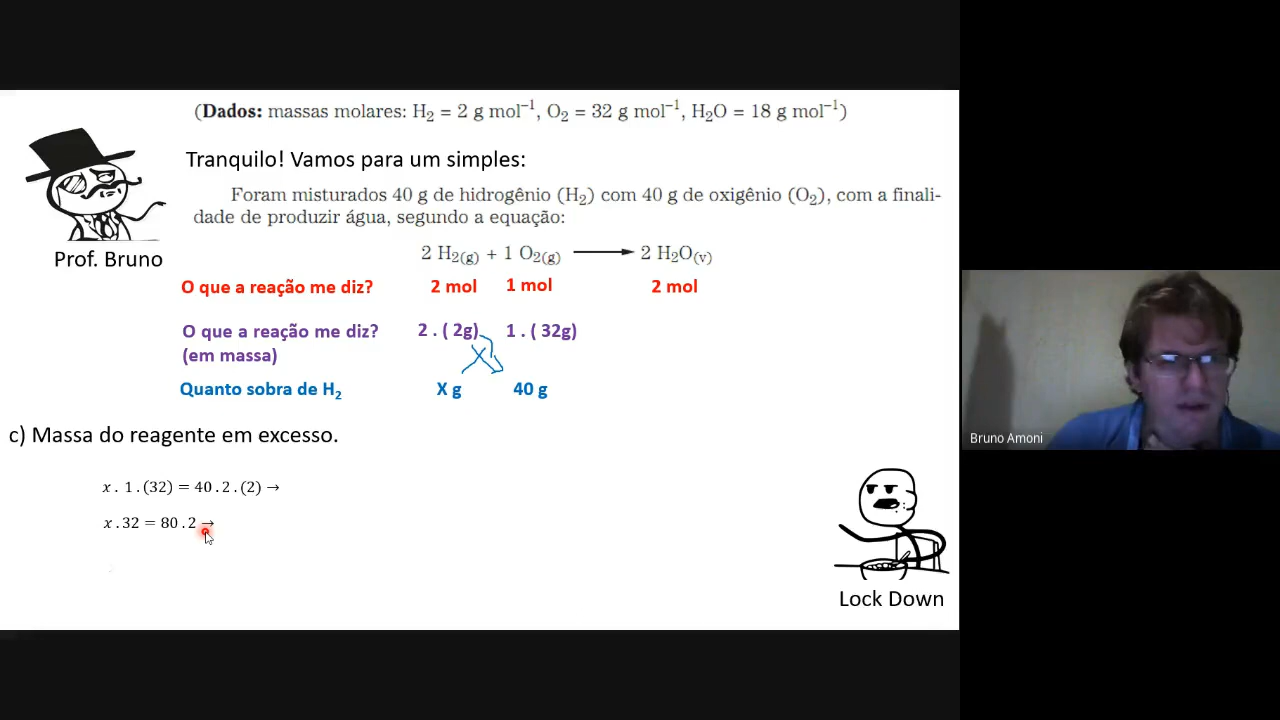 (Dados: massas molares: H₂ = 2 g mol⁻¹, O₂ = 32 g mol⁻¹, H₂O = 18 g mol⁻¹)
Tranquilo! Vamos para um simples:
Foram misturados 40 g de hidrogênio (H₂) com 40 g de oxigênio (O₂), com a finali-
dade de produzir água, segundo a equação:
Prof. Bruno
2 H₂(g) + 1 O₂(g) ⟶ 2 H₂O(v)
O que a reação me diz? 2 mol 1 mol 2 mol
O que a reação me diz? 2 . ( 2g) 1 . ( 32g)
(em massa)
Quanto sobra de H₂ X g 40 g
c) Massa do reagente em excesso.
x . 1 . (32) = 40 . 2 . (2) →
x . 32 = 80 . 2 →
Lock Down
Bruno Amoni